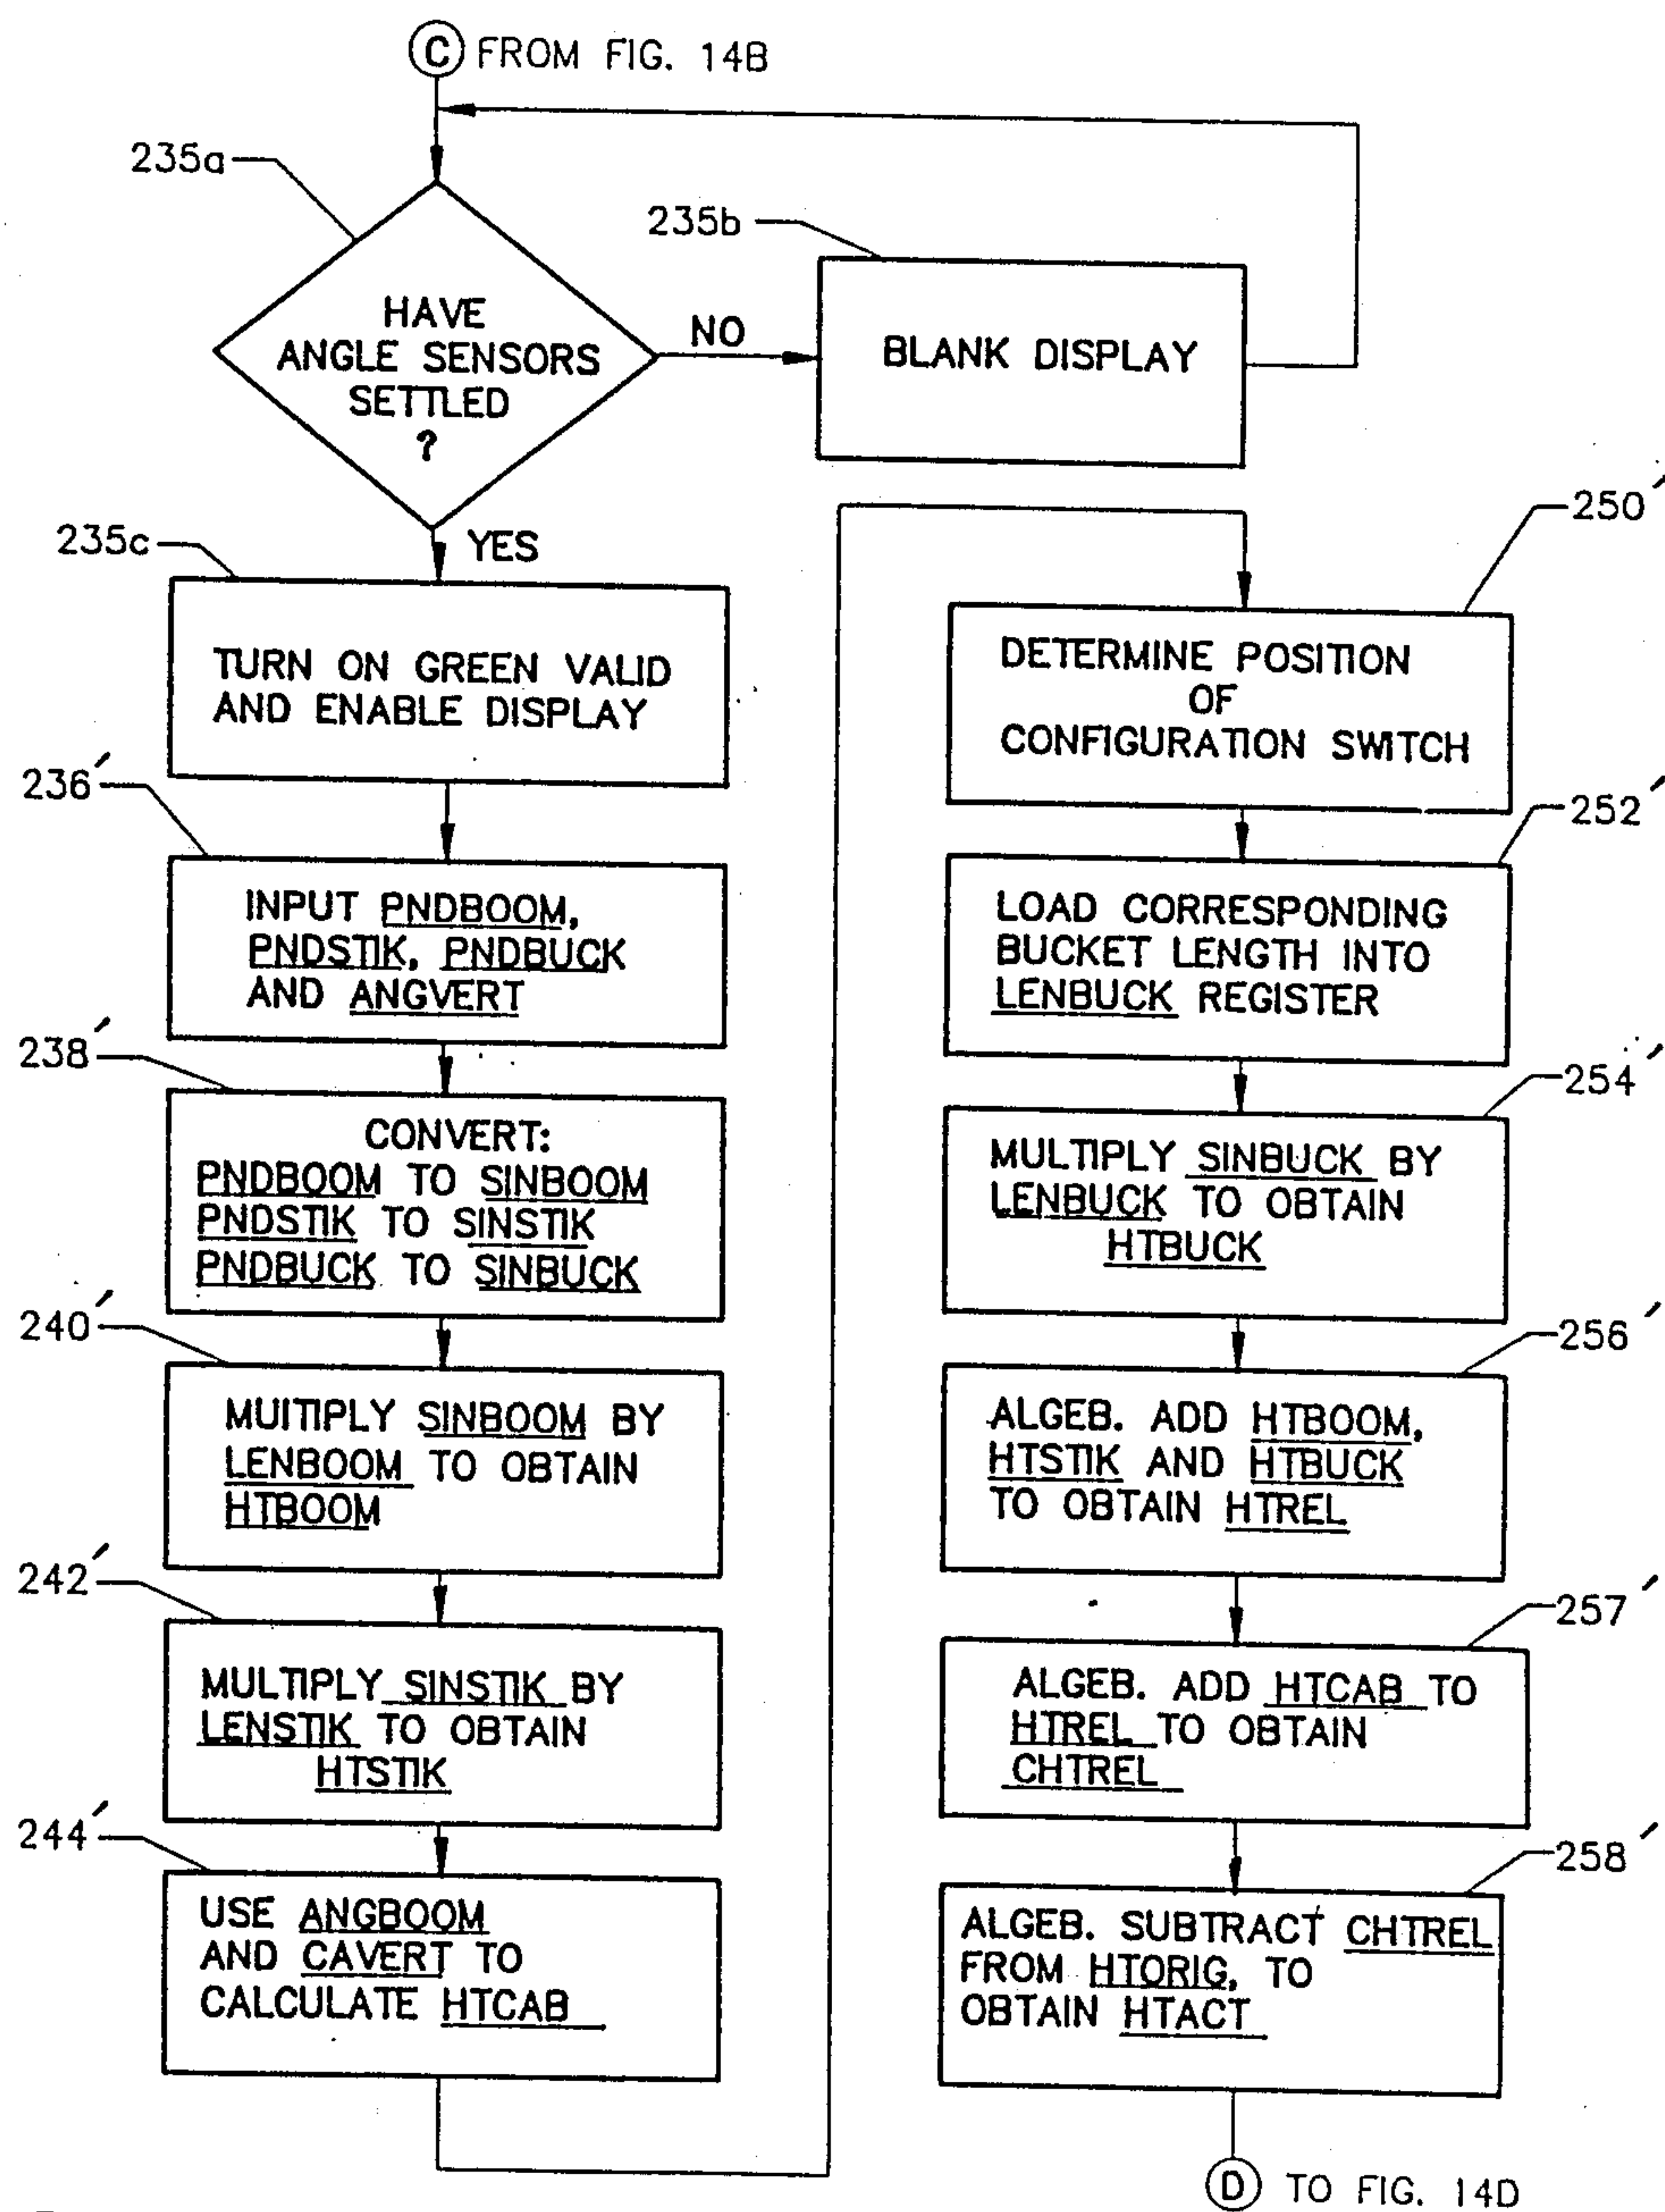 C FROM FIG. 14B
235a
HAVE
ANGLE SENSORS
SETTLED
?
NO
235b
BLANK DISPLAY
YES
235c
TURN ON GREEN VALID
AND ENABLE DISPLAY
236'
INPUT PNDBOOM,
PNDSTIK, PNDBUCK
AND ANGVERT
238'
CONVERT:
PNDBOOM TO SINBOOM
PNDSTIK TO SINSTIK
PNDBUCK TO SINBUCK
240'
MUITIPLY SINBOOM BY
LENBOOM TO OBTAIN
HTBOOM
242'
MULTIPLY SINSTIK BY
LENSTIK TO OBTAIN
HTSTIK
244'
USE ANGBOOM
AND CAVERT TO
CALCULATE HTCAB
250'
DETERMINE POSITION
OF
CONFIGURATION SWITCH
252'
LOAD CORRESPONDING
BUCKET LENGTH INTO
LENBUCK REGISTER
254'
MULTIPLY SINBUCK BY
LENBUCK TO OBTAIN
HTBUCK
256'
ALGEB. ADD HTBOOM,
HTSTIK AND HTBUCK
TO OBTAIN HTREL
257'
ALGEB. ADD HTCAB TO
HTREL TO OBTAIN
CHTREL
258'
ALGEB. SUBTRACT CHTREL
FROM HTORIG, TO
OBTAIN HTACT
D TO FIG. 14D